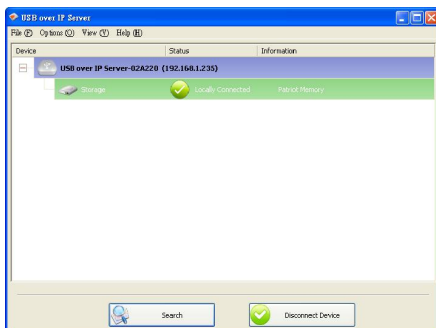 USB over IP Server
File (F) Options (O) View (V) Help (H)
Device Status Information
USB over IP Server-02A220 (192.168.1.235)
Storage Locally Connected Patriot Memory
Search Disconnect Device